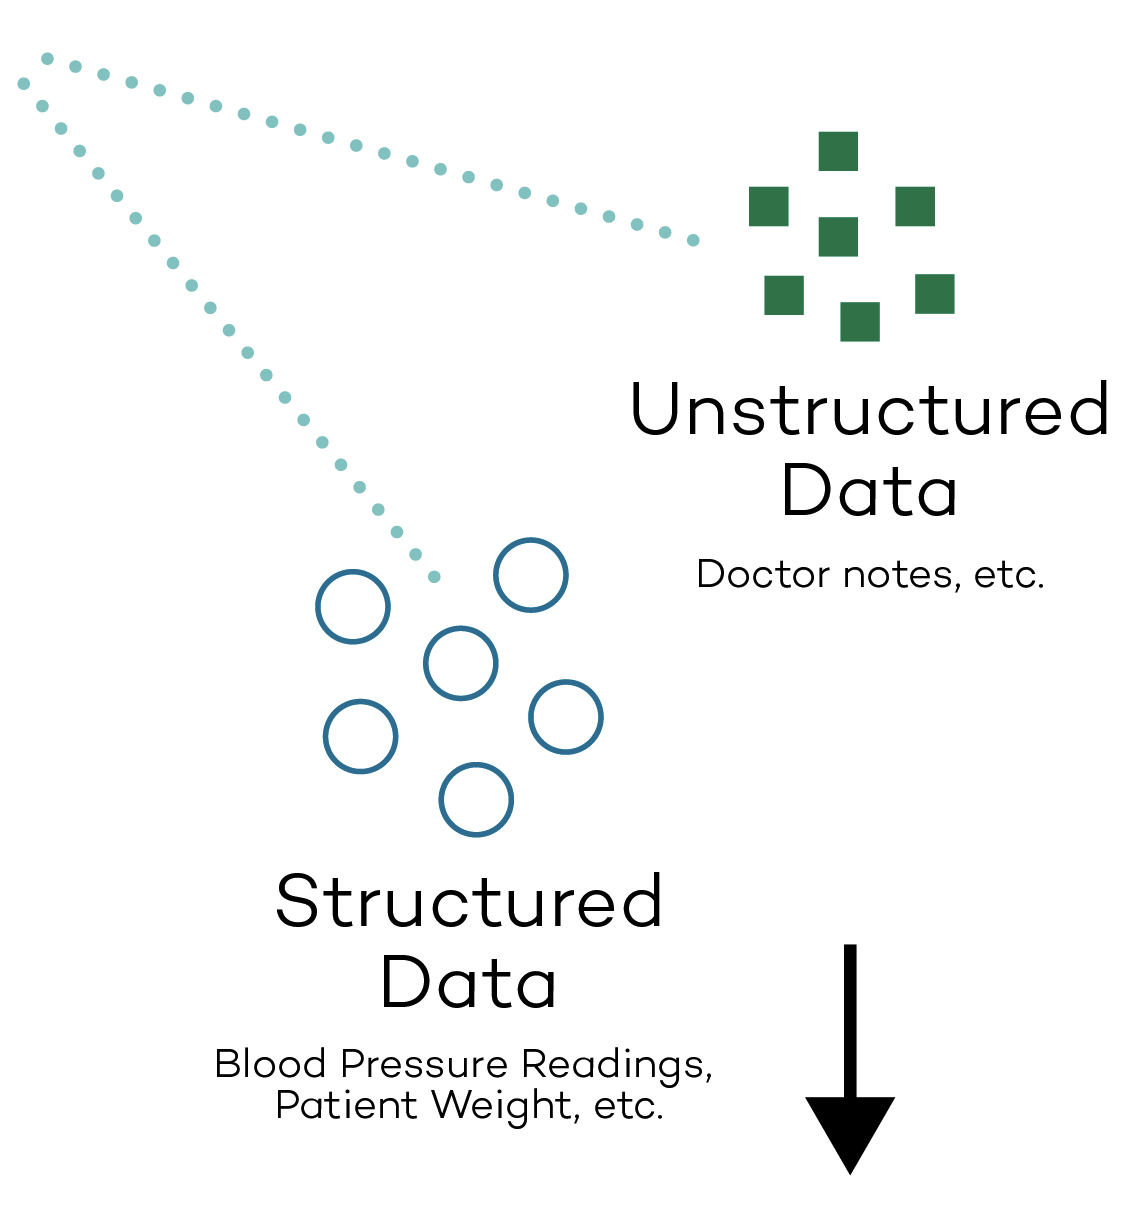 Unstructured
Data
Doctor notes, etc.
Structured
Data
Blood Pressure Readings,
Patient Weight, etc.